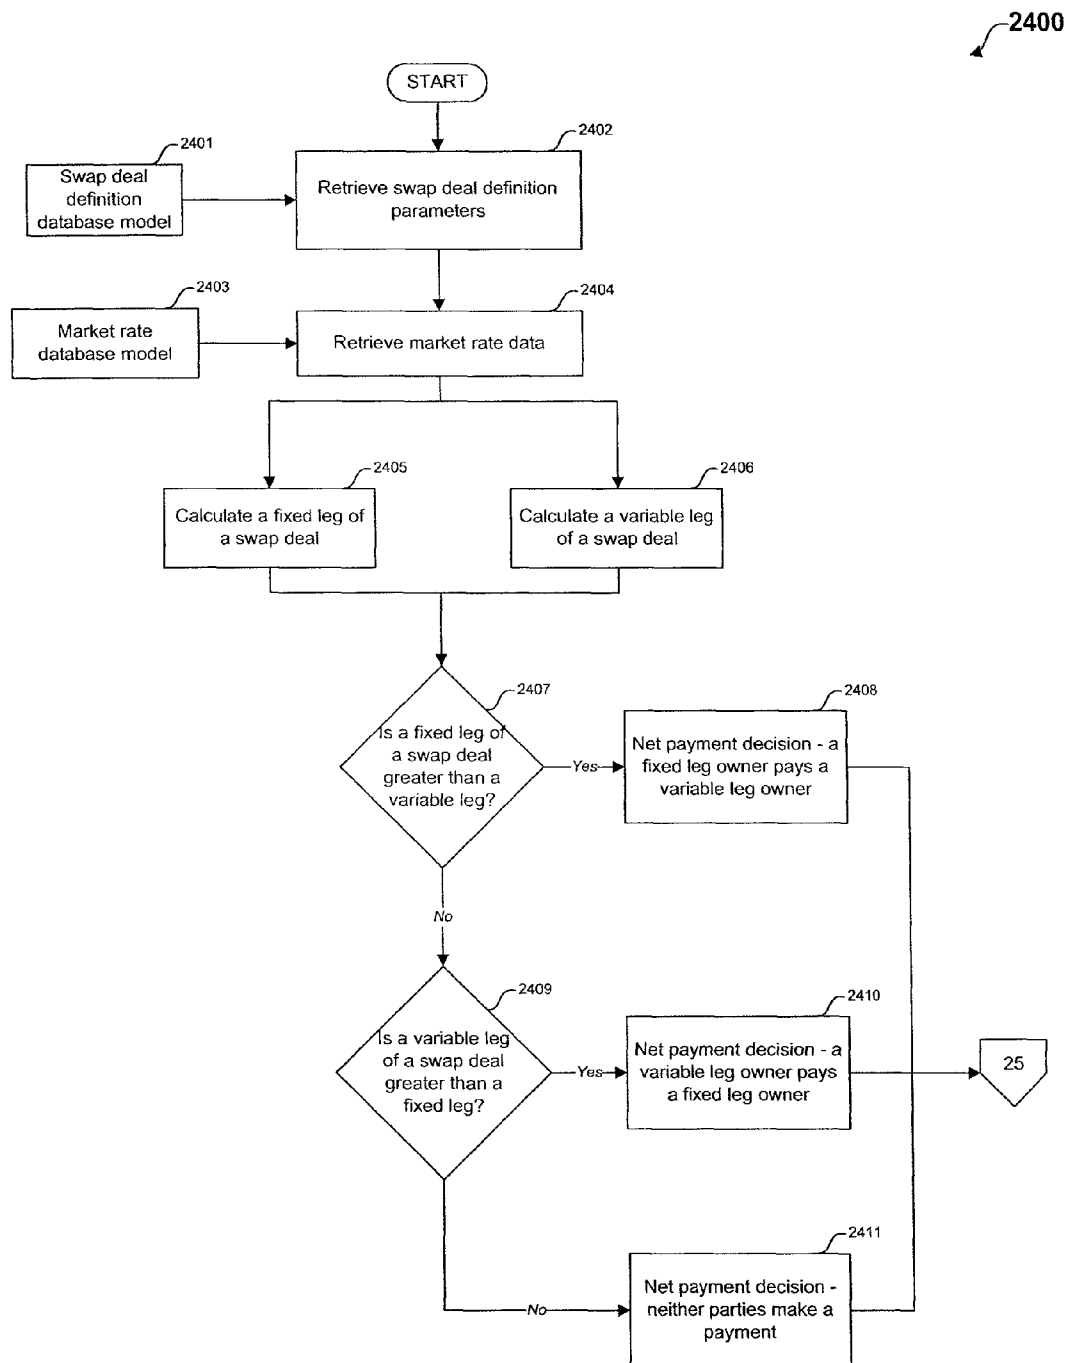 2400
START
2401
Swap deal
definition
database model
2402
Retrieve swap deal definition
parameters
2403
Market rate
database model
2404
Retrieve market rate data
2405
Calculate a fixed leg of
a swap deal
2406
Calculate a variable leg
of a swap deal
2407
Is a fixed leg of
a swap deal
greater than a
variable leg?
Yes
2408
Net payment decision - a
fixed leg owner pays a
variable leg owner
No
2409
Is a variable leg
of a swap deal
greater than a
fixed leg?
Yes
2410
Net payment decision - a
variable leg owner pays
a fixed leg owner
25
No
2411
Net payment decision -
neither parties make a
payment